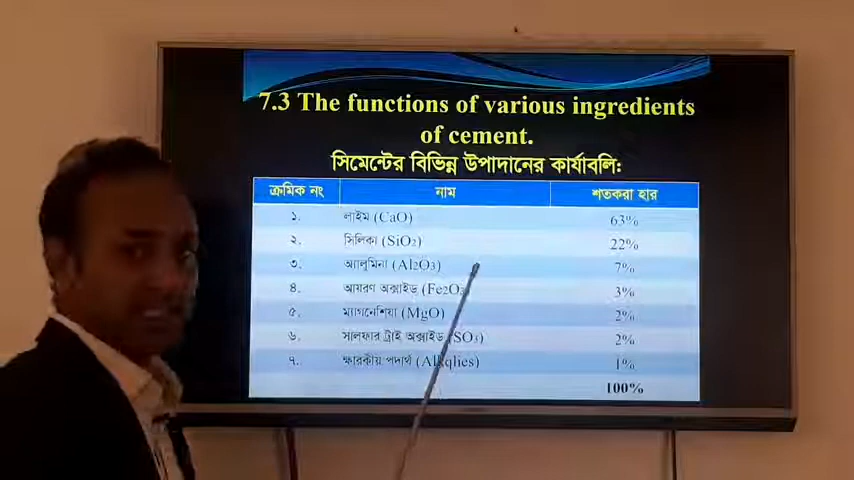 7.3 The functions of various ingredients
of cement.
সিমেন্টের বিভিন্ন উপাদানের কার্যাবলি:
ক্রমিক নং নাম শতকরা হার
১. লাইম (CaO) 63%
২. সিলিকা (SiO2) 22%
৩. অ্যালুমিনা (Al2O3) 7%
৪. আয়রণ অক্সাইড (Fe2O3 3%
৫. ম্যাগনেশিয়া (MgO) 2%
৬. সালফার ট্রাই অক্সাইড (SO3) 2%
৭. ক্ষারকীয় পদার্থ 1%
100%